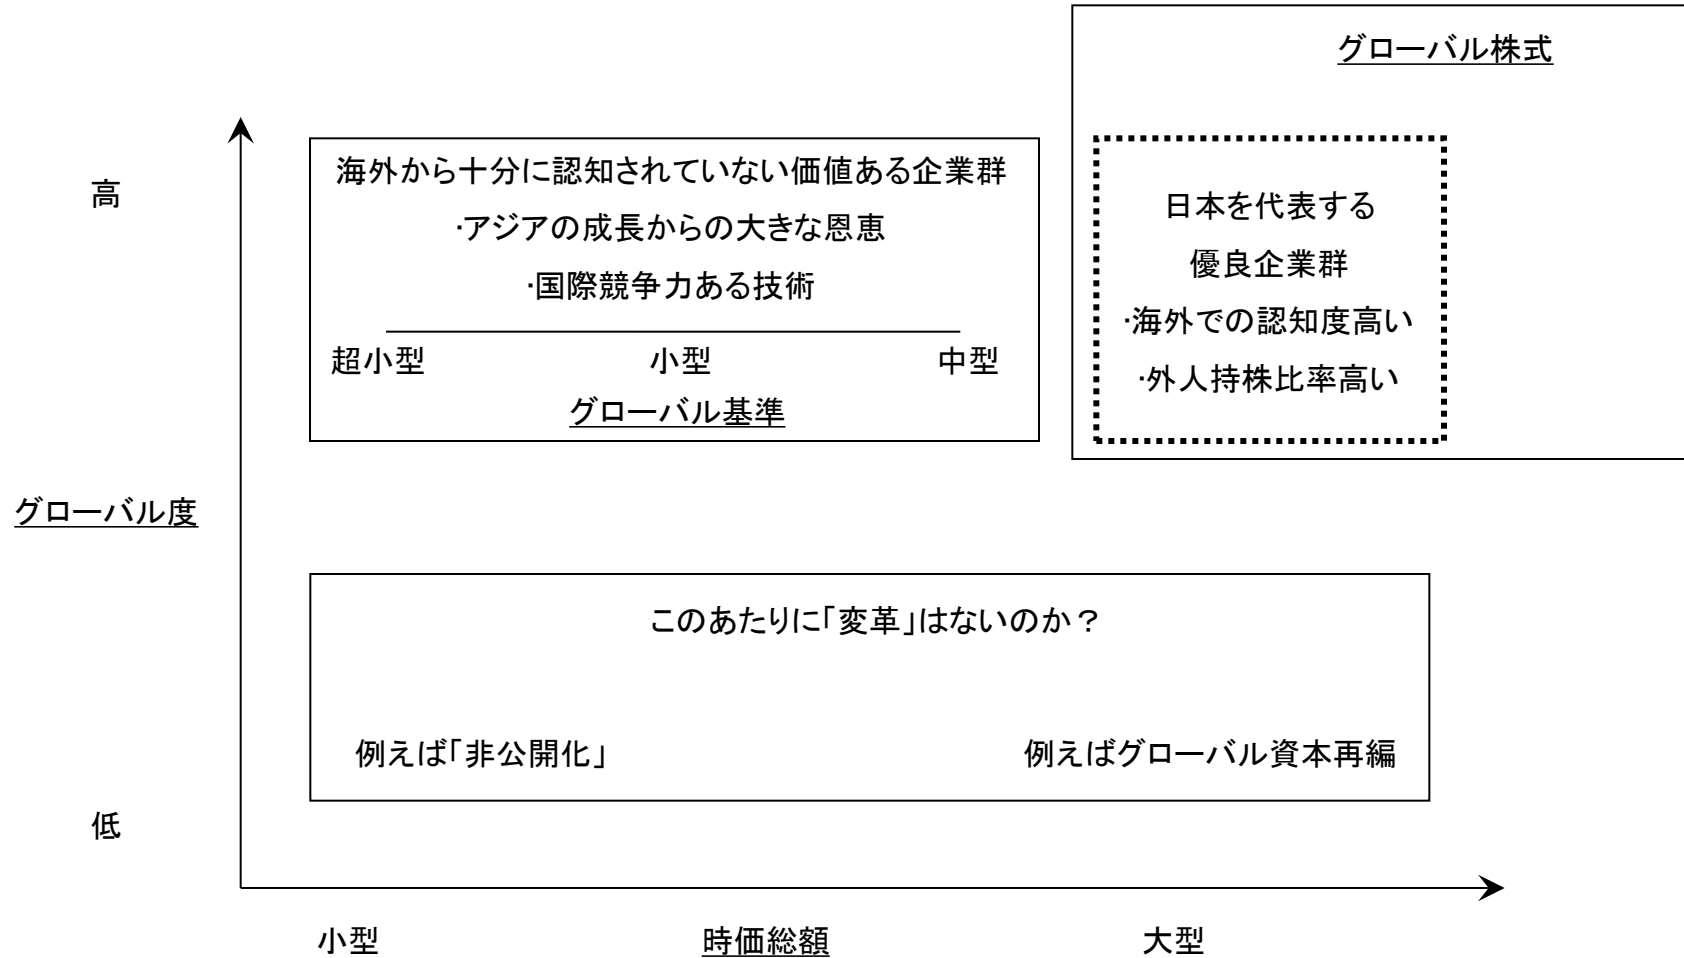 グローバル株式
高
海外から十分に認知されていない価値ある企業群
･アジアの成長からの大きな恩恵
･国際競争力ある技術
超小型 小型 中型
グローバル基準
日本を代表する
優良企業群
･海外での認知度高い
･外人持株比率高い
グローバル度
このあたりに｢変革｣はないのか？
例えば｢非公開化｣ 例えばグローバル資本再編
低
小型 時価総額 大型